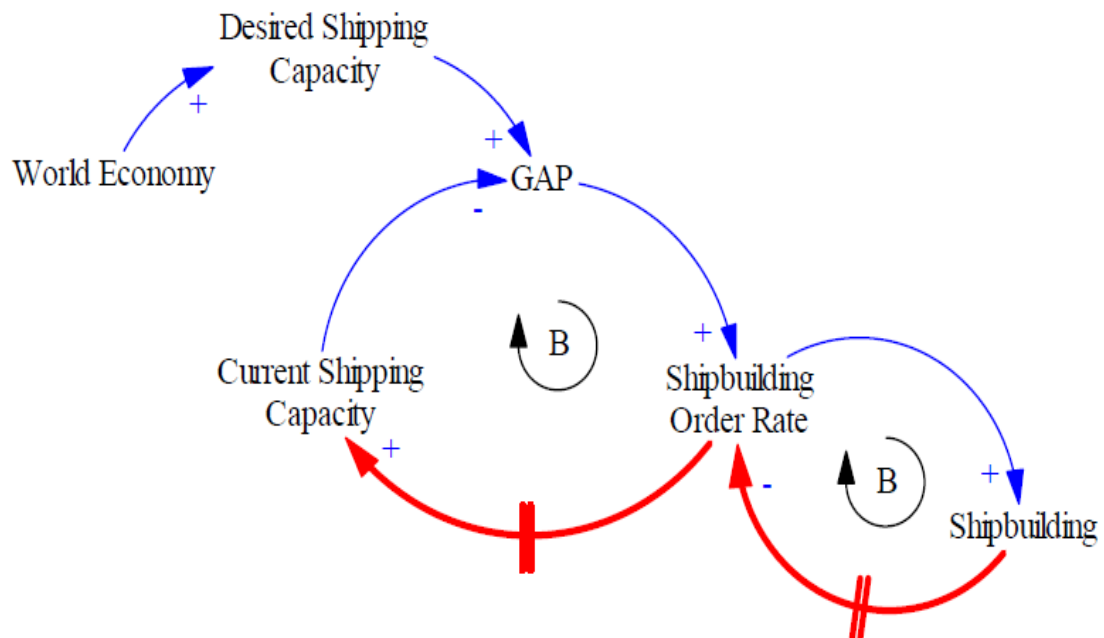 Desired Shipping
Capacity
+
World Economy
+
GAP
-
B
+
Current Shipping
Capacity
+
Shipbuilding
Order Rate
-
B
+
Shipbuilding